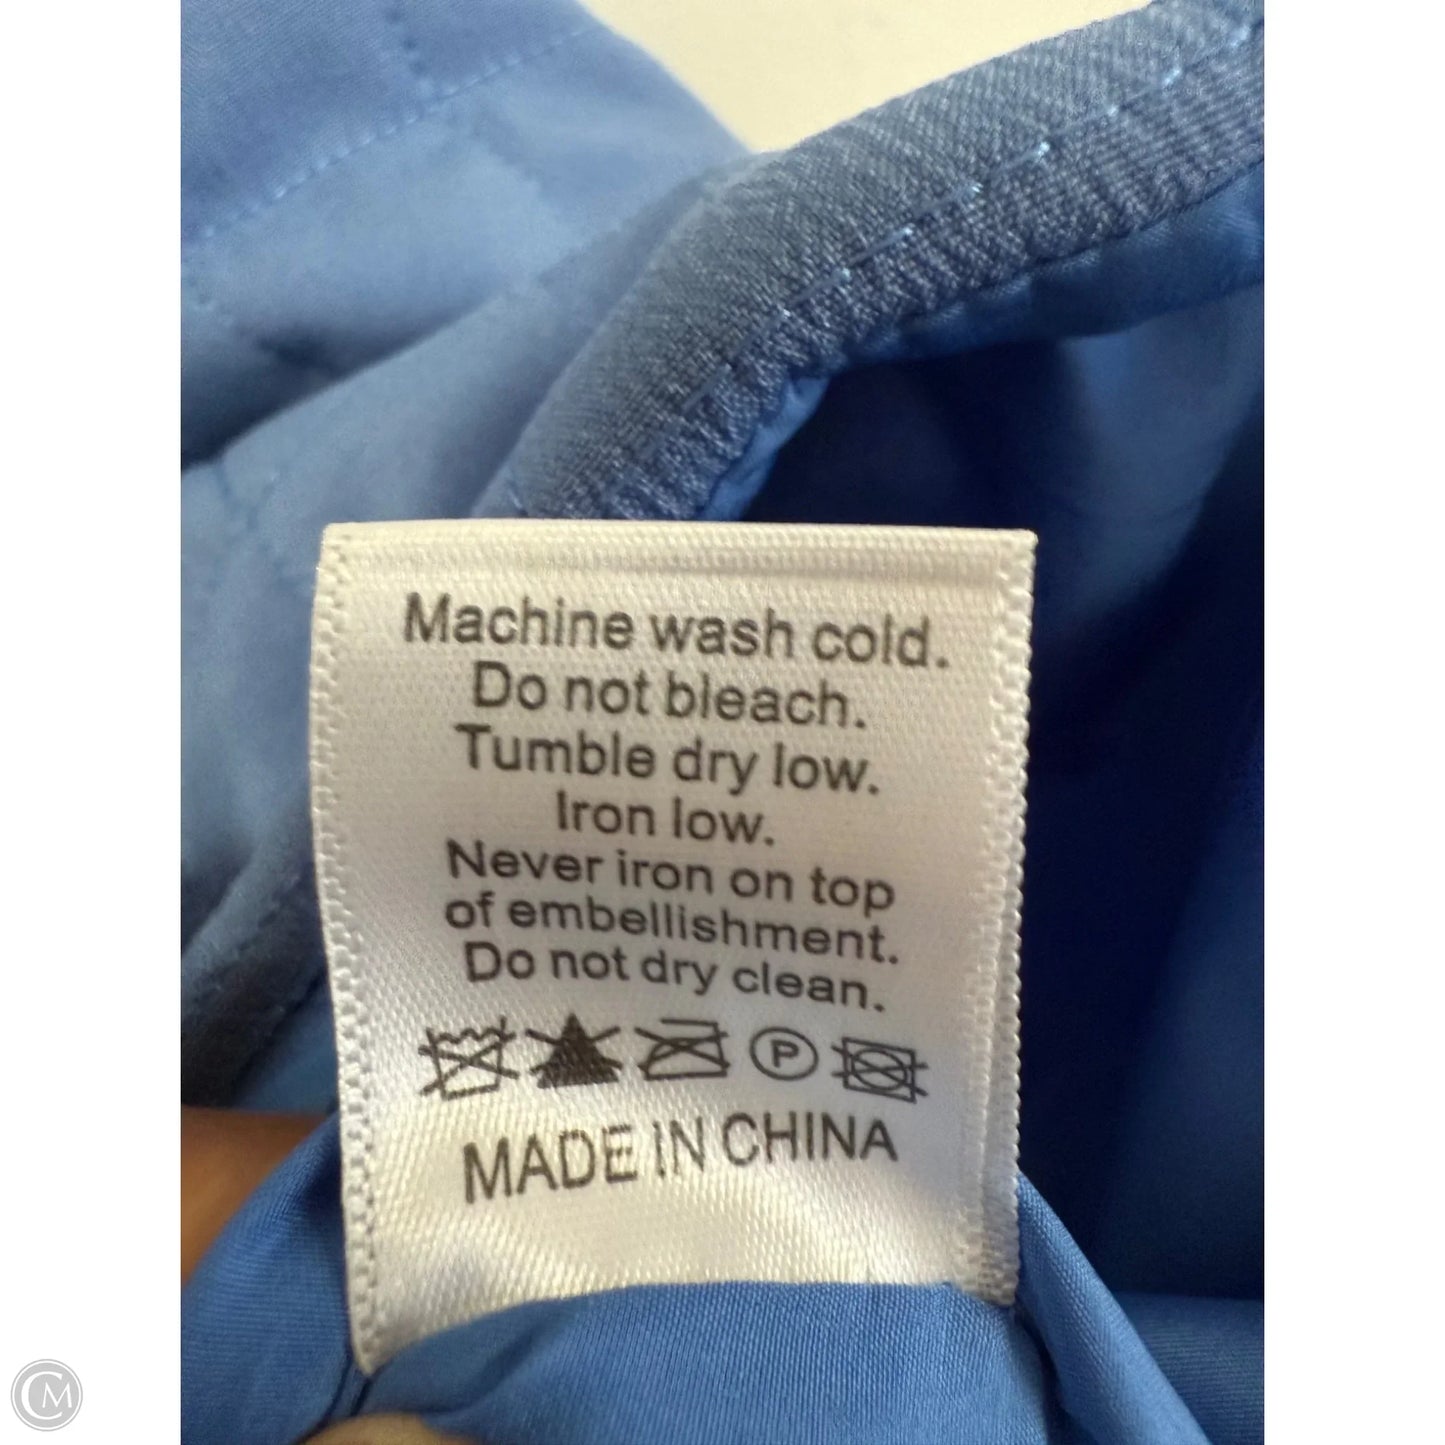 Machine wash cold.
Do not bleach.
Tumble dry low.
Iron low.
Never iron on top
of embellishment.
Do not dry clean.
P
MADE IN CHINA
CM